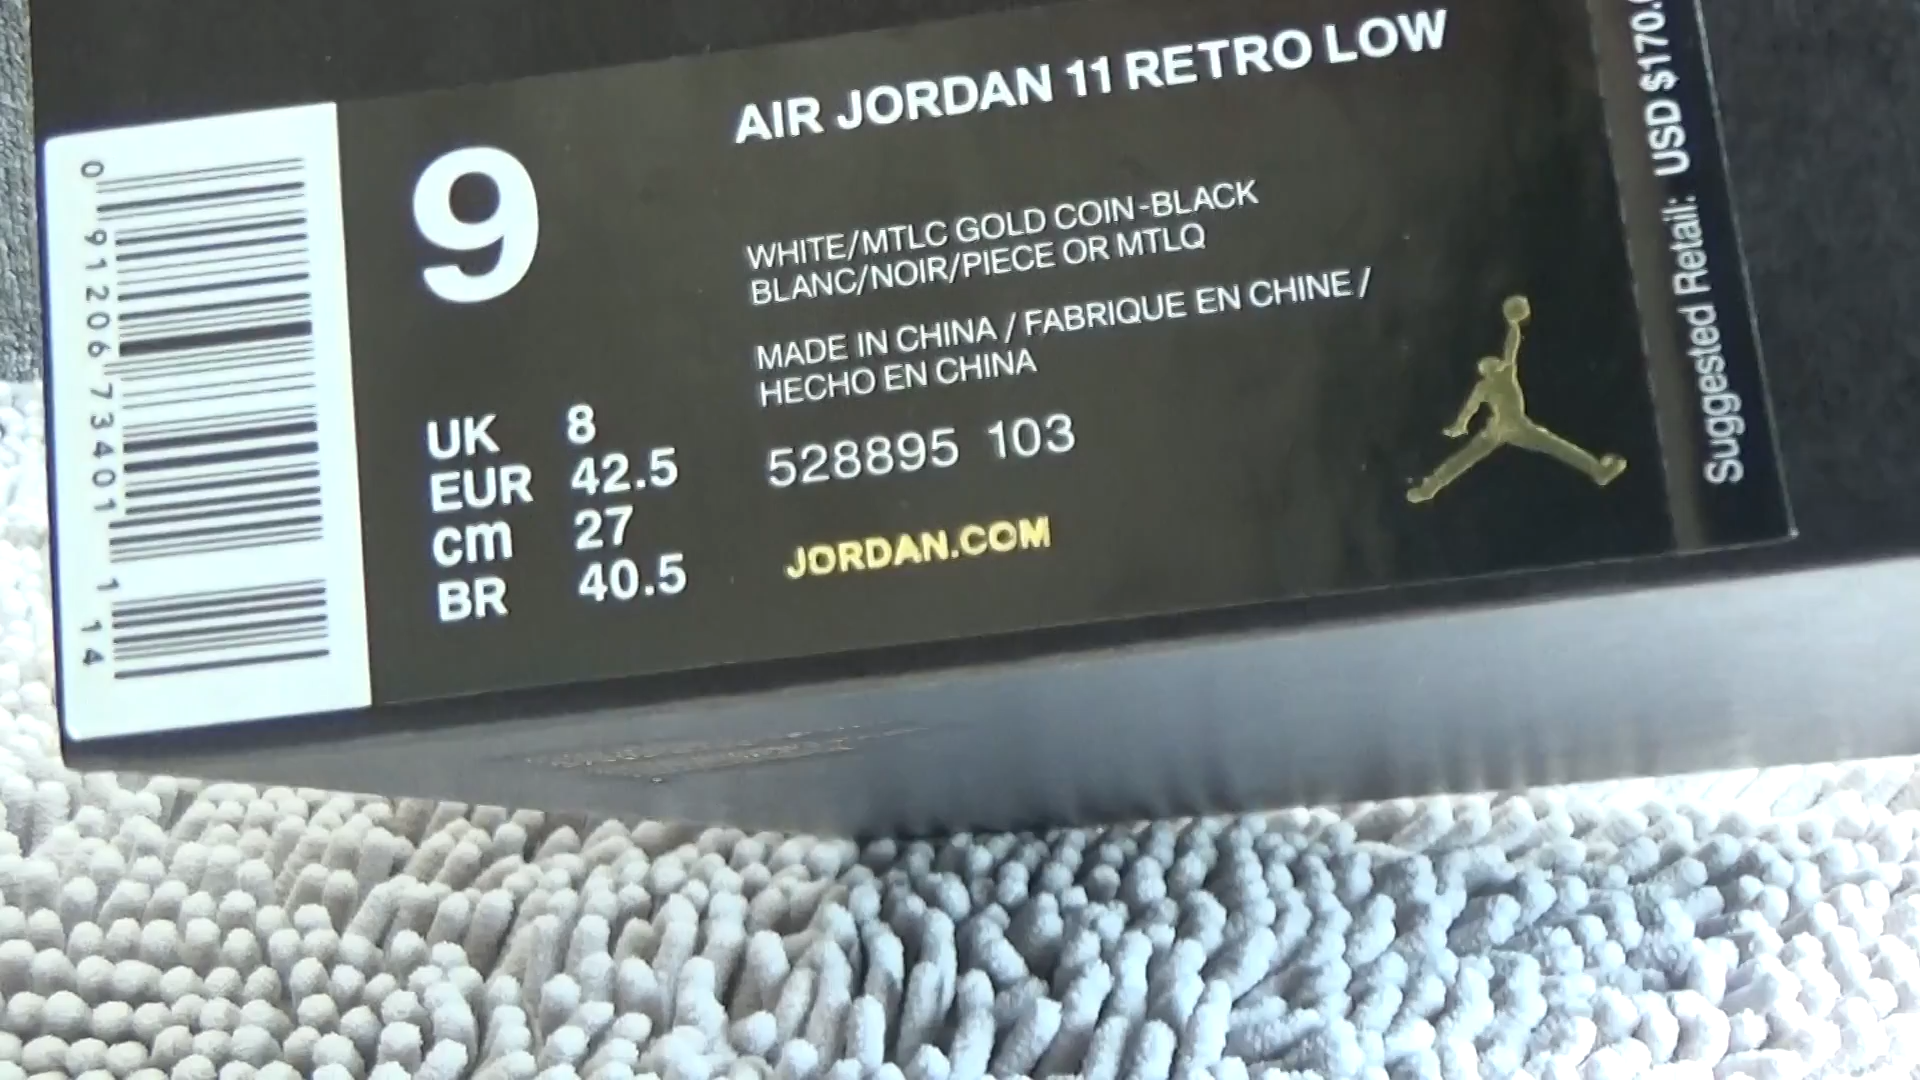 AIR JORDAN 11 RETRO LOW
9
WHITE/MTLC GOLD COIN-BLACK
BLANC/NOIR/PIECE OR MTLQ
MADE IN CHINA / FABRIQUE EN CHINE /
HECHO EN CHINA
UK 8
EUR 42.5
cm 27
BR 40.5
528895 103
JORDAN.COM
Suggested Retail: USD $170.
0 91206 73401 1 14